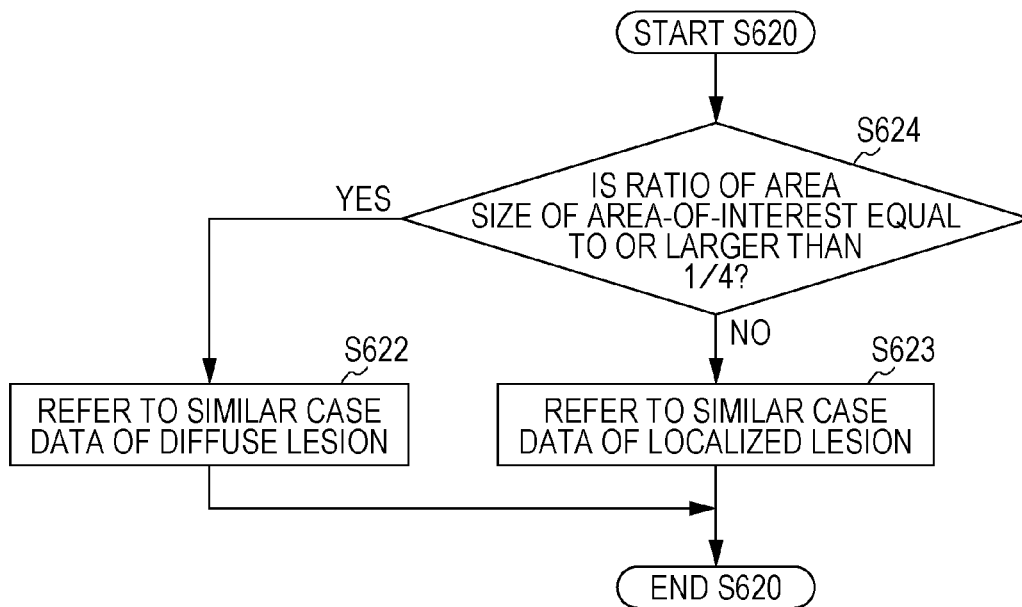 START S620
S624
IS RATIO OF AREA
SIZE OF AREA-OF-INTEREST EQUAL
TO OR LARGER THAN
1/4?
YES
NO
S622
REFER TO SIMILAR CASE
DATA OF DIFFUSE LESION
S623
REFER TO SIMILAR CASE
DATA OF LOCALIZED LESION
END S620